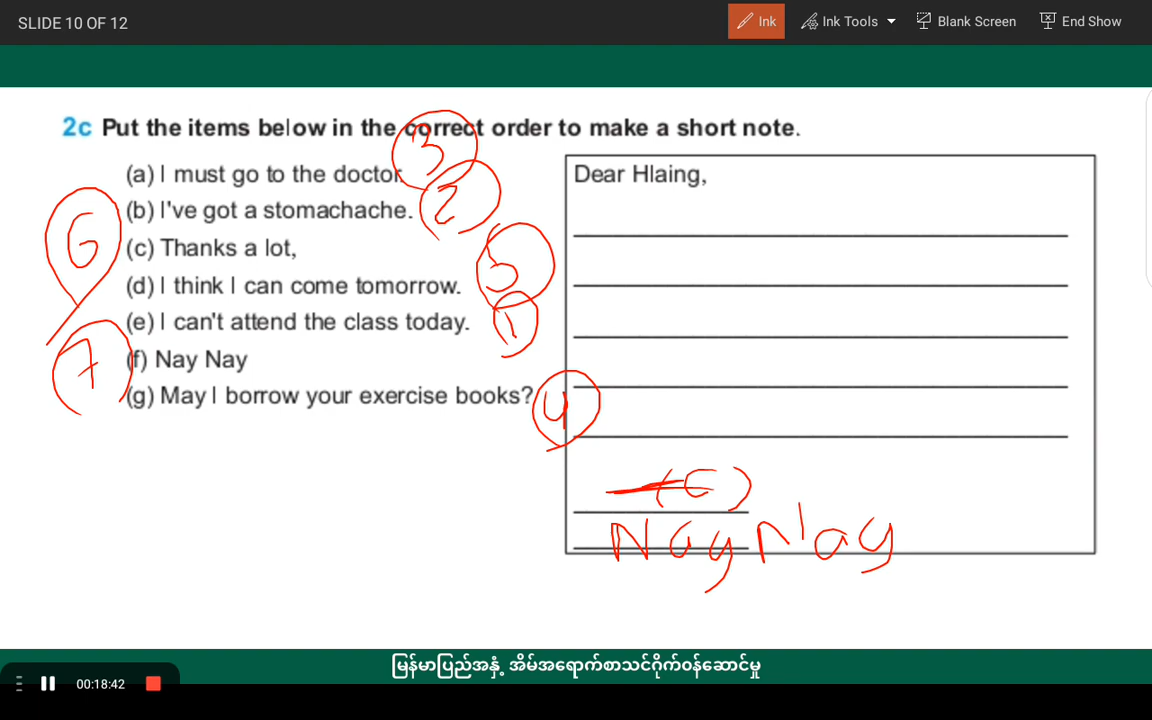 SLIDE 10 OF 12
Ink
Ink Tools
Blank Screen
End Show
2c Put the items below in the correct order to make a short note.
(a) I must go to the doctor. 3
(b) I've got a stomachache. 2
6 (c) Thanks a lot,
(d) I think I can come tomorrow. 5
(e) I can't attend the class today. 1
7 (f) Nay Nay
(g) May I borrow your exercise books? 4
Dear Hlaing,
(c)
Nay Nay
မြန်မာပြည်အနှံ့ အိမ်အရောက်စာသင်ဂိုက်ဝန်ဆောင်မှု
00:18:42